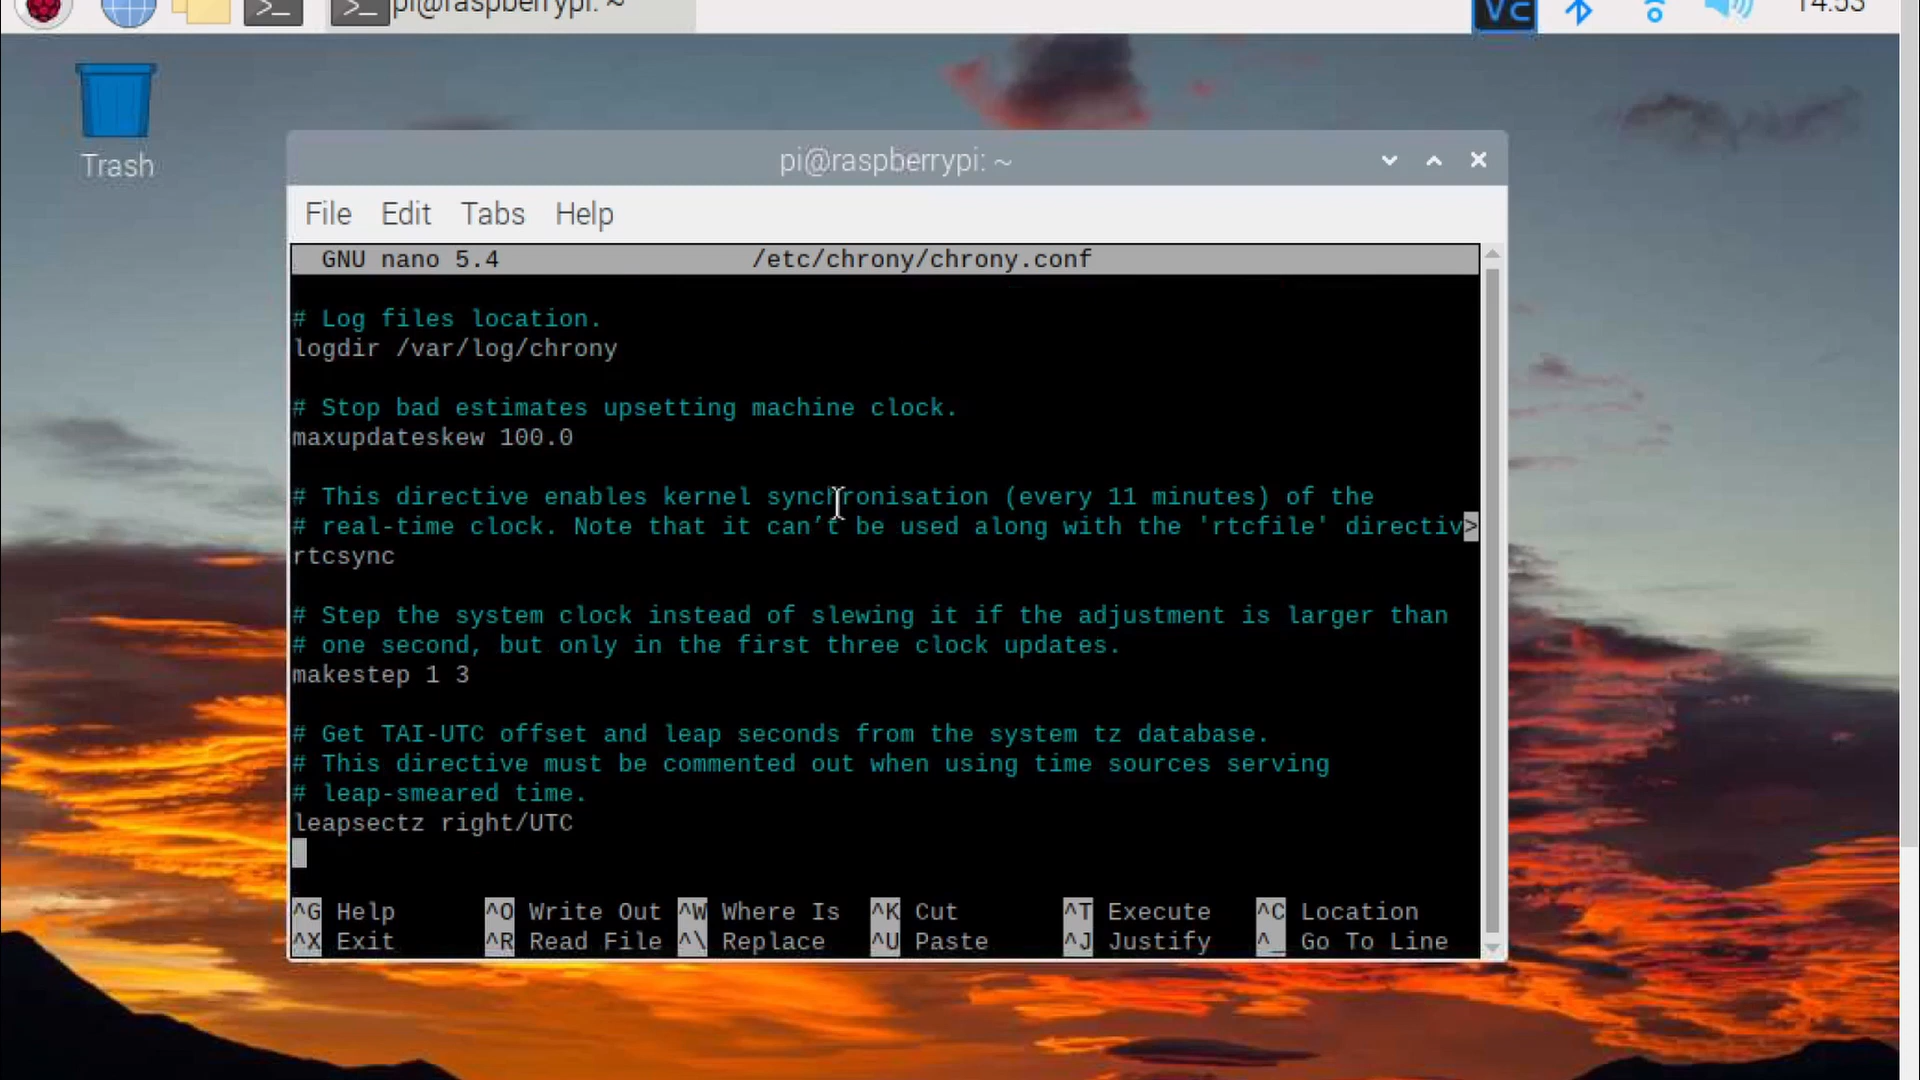 pi@raspberrypi: ~
Vc
14:53
Trash
pi@raspberrypi: ~
File Edit Tabs Help
GNU nano 5.4 /etc/chrony/chrony.conf
# Log files location.
logdir /var/log/chrony
# Stop bad estimates upsetting machine clock.
maxupdateskew 100.0
# This directive enables kernel synchronisation (every 11 minutes) of the
# real-time clock. Note that it can’t be used along with the 'rtcfile' directiv>
rtcsync
# Step the system clock instead of slewing it if the adjustment is larger than
# one second, but only in the first three clock updates.
makestep 1 3
# Get TAI-UTC offset and leap seconds from the system tz database.
# This directive must be commented out when using time sources serving
# leap-smeared time.
leapsectz right/UTC
^G Help ^O Write Out ^W Where Is ^K Cut ^T Execute ^C Location
^X Exit ^R Read File ^\ Replace ^U Paste ^J Justify ^_ Go To Line